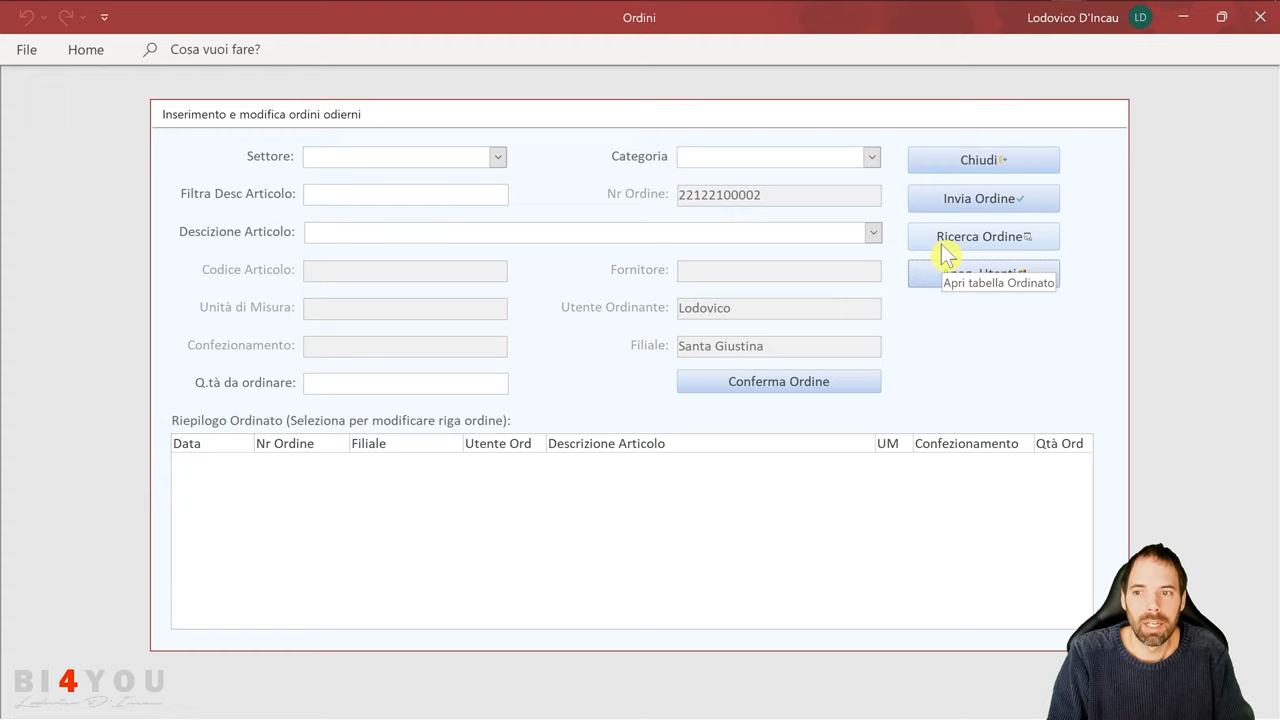 Ordini
Lodovico D'Incau LD
File Home Cosa vuoi fare?
Inserimento e modifica ordini odierni
Settore: Categoria Chiudi
Filtra Desc Articolo: Nr Ordine: 22122100002 Invia Ordine
Descizione Articolo: Ricerca Ordine
Codice Articolo: Fornitore: Utenti
Apri tabella Ordinato
Unità di Misura: Utente Ordinante: Lodovico
Confezionamento: Filiale: Santa Giustina
Q.tà da ordinare: Conferma Ordine
Riepilogo Ordinato (Seleziona per modificare riga ordine):
Data Nr Ordine Filiale Utente Ord Descrizione Articolo UM Confezionamento Qtà Ord
BI4YOU
Lodovico D'Incau